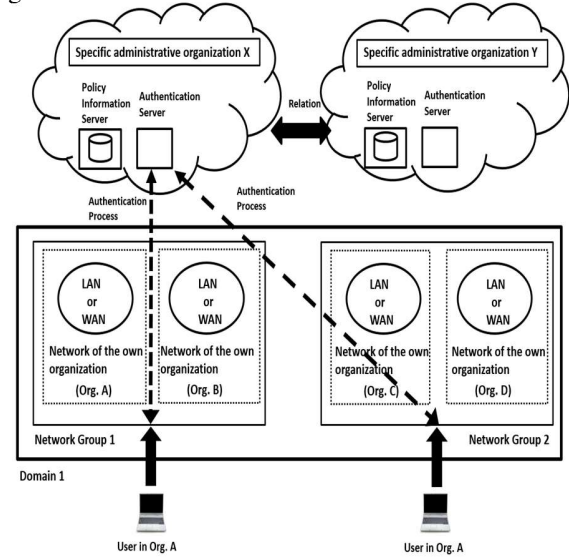 g
Specific administrative organization X
Policy
Information
Server
Authentication
Server
Relation
Specific administrative organization Y
Policy
Information
Server
Authentication
Server
Authentication
Process
Authentication
Process
LAN
or
WAN
Network of the own
organization
(Org. A)
LAN
or
WAN
Network of the own
organization
(Org. B)
LAN
or
WAN
Network of the own
organization
(Org. C)
LAN
or
WAN
Network of the own
organization
(Org. D)
Network Group 1
Network Group 2
Domain 1
User in Org. A
User in Org. A